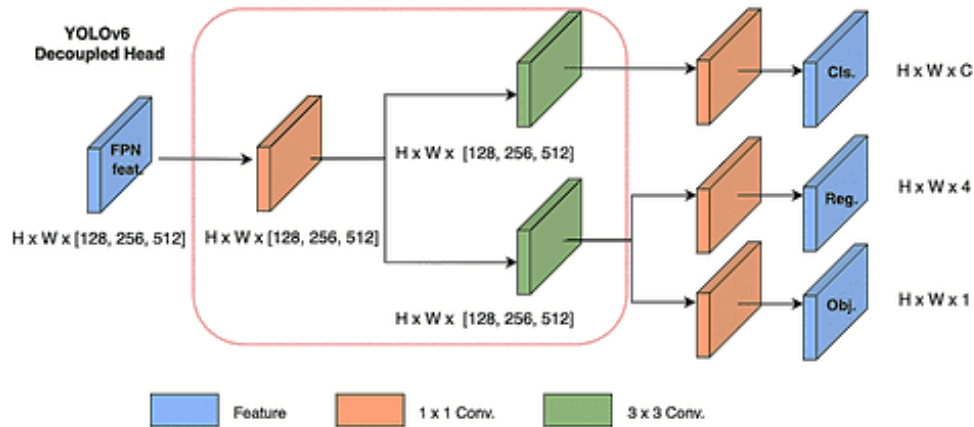 YOLOv6
Decoupled Head
FPN
feat.
H x W x [128, 256, 512]
H x W x [128, 256, 512]
H x W x [128, 256, 512]
H x W x [128, 256, 512]
Cls.
H x W x C
Reg.
H x W x 4
Obj.
H x W x 1
Feature
1 x 1 Conv.
3 x 3 Conv.